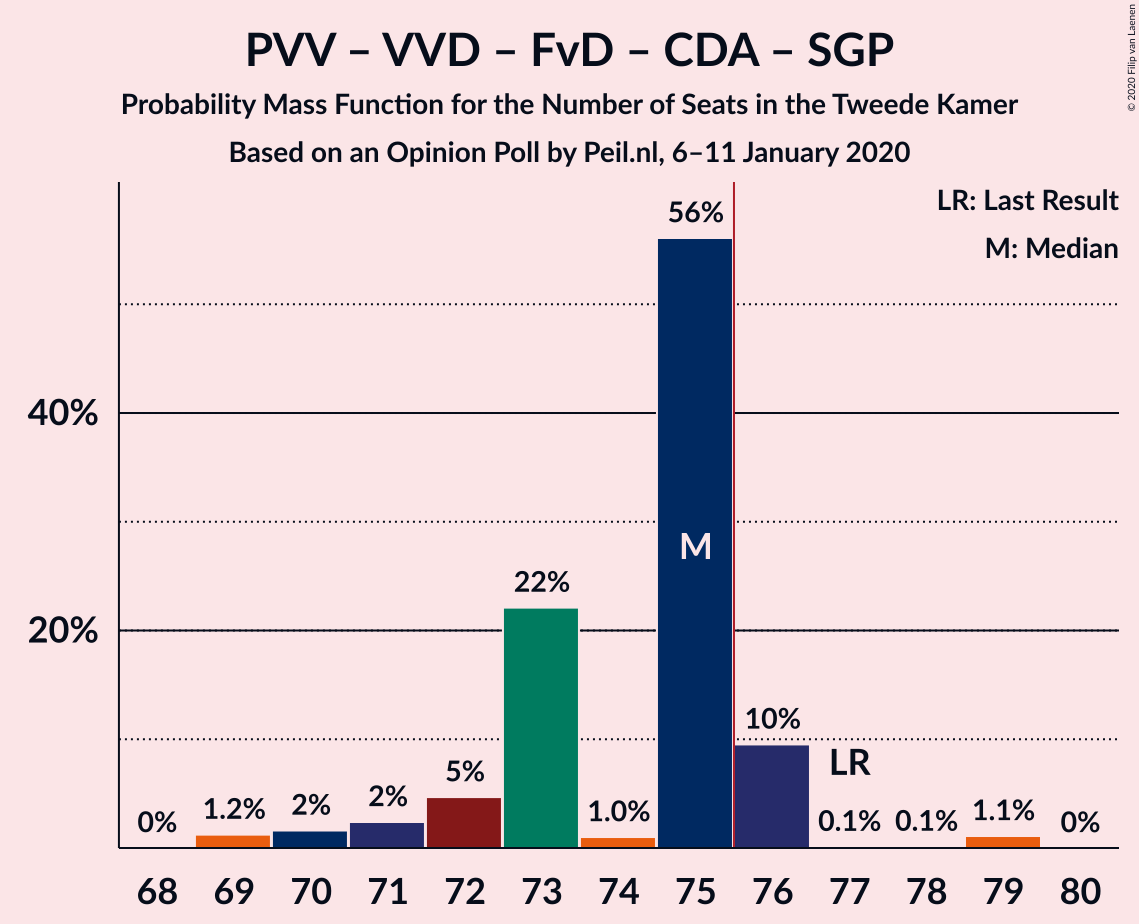 PVV – VVD – FvD – CDA – SGP
Probability Mass Function for the Number of Seats in the Tweede Kamer
Based on an Opinion Poll by Peil.nl, 6–11 January 2020
© 2020 Filip van Laenen
LR: Last Result
M: Median
40%
20%
0%
1.2%
2%
2%
5%
22%
1.0%
56%
M
10%
LR
0.1%
0.1%
1.1%
0%
68 69 70 71 72 73 74 75 76 77 78 79 80